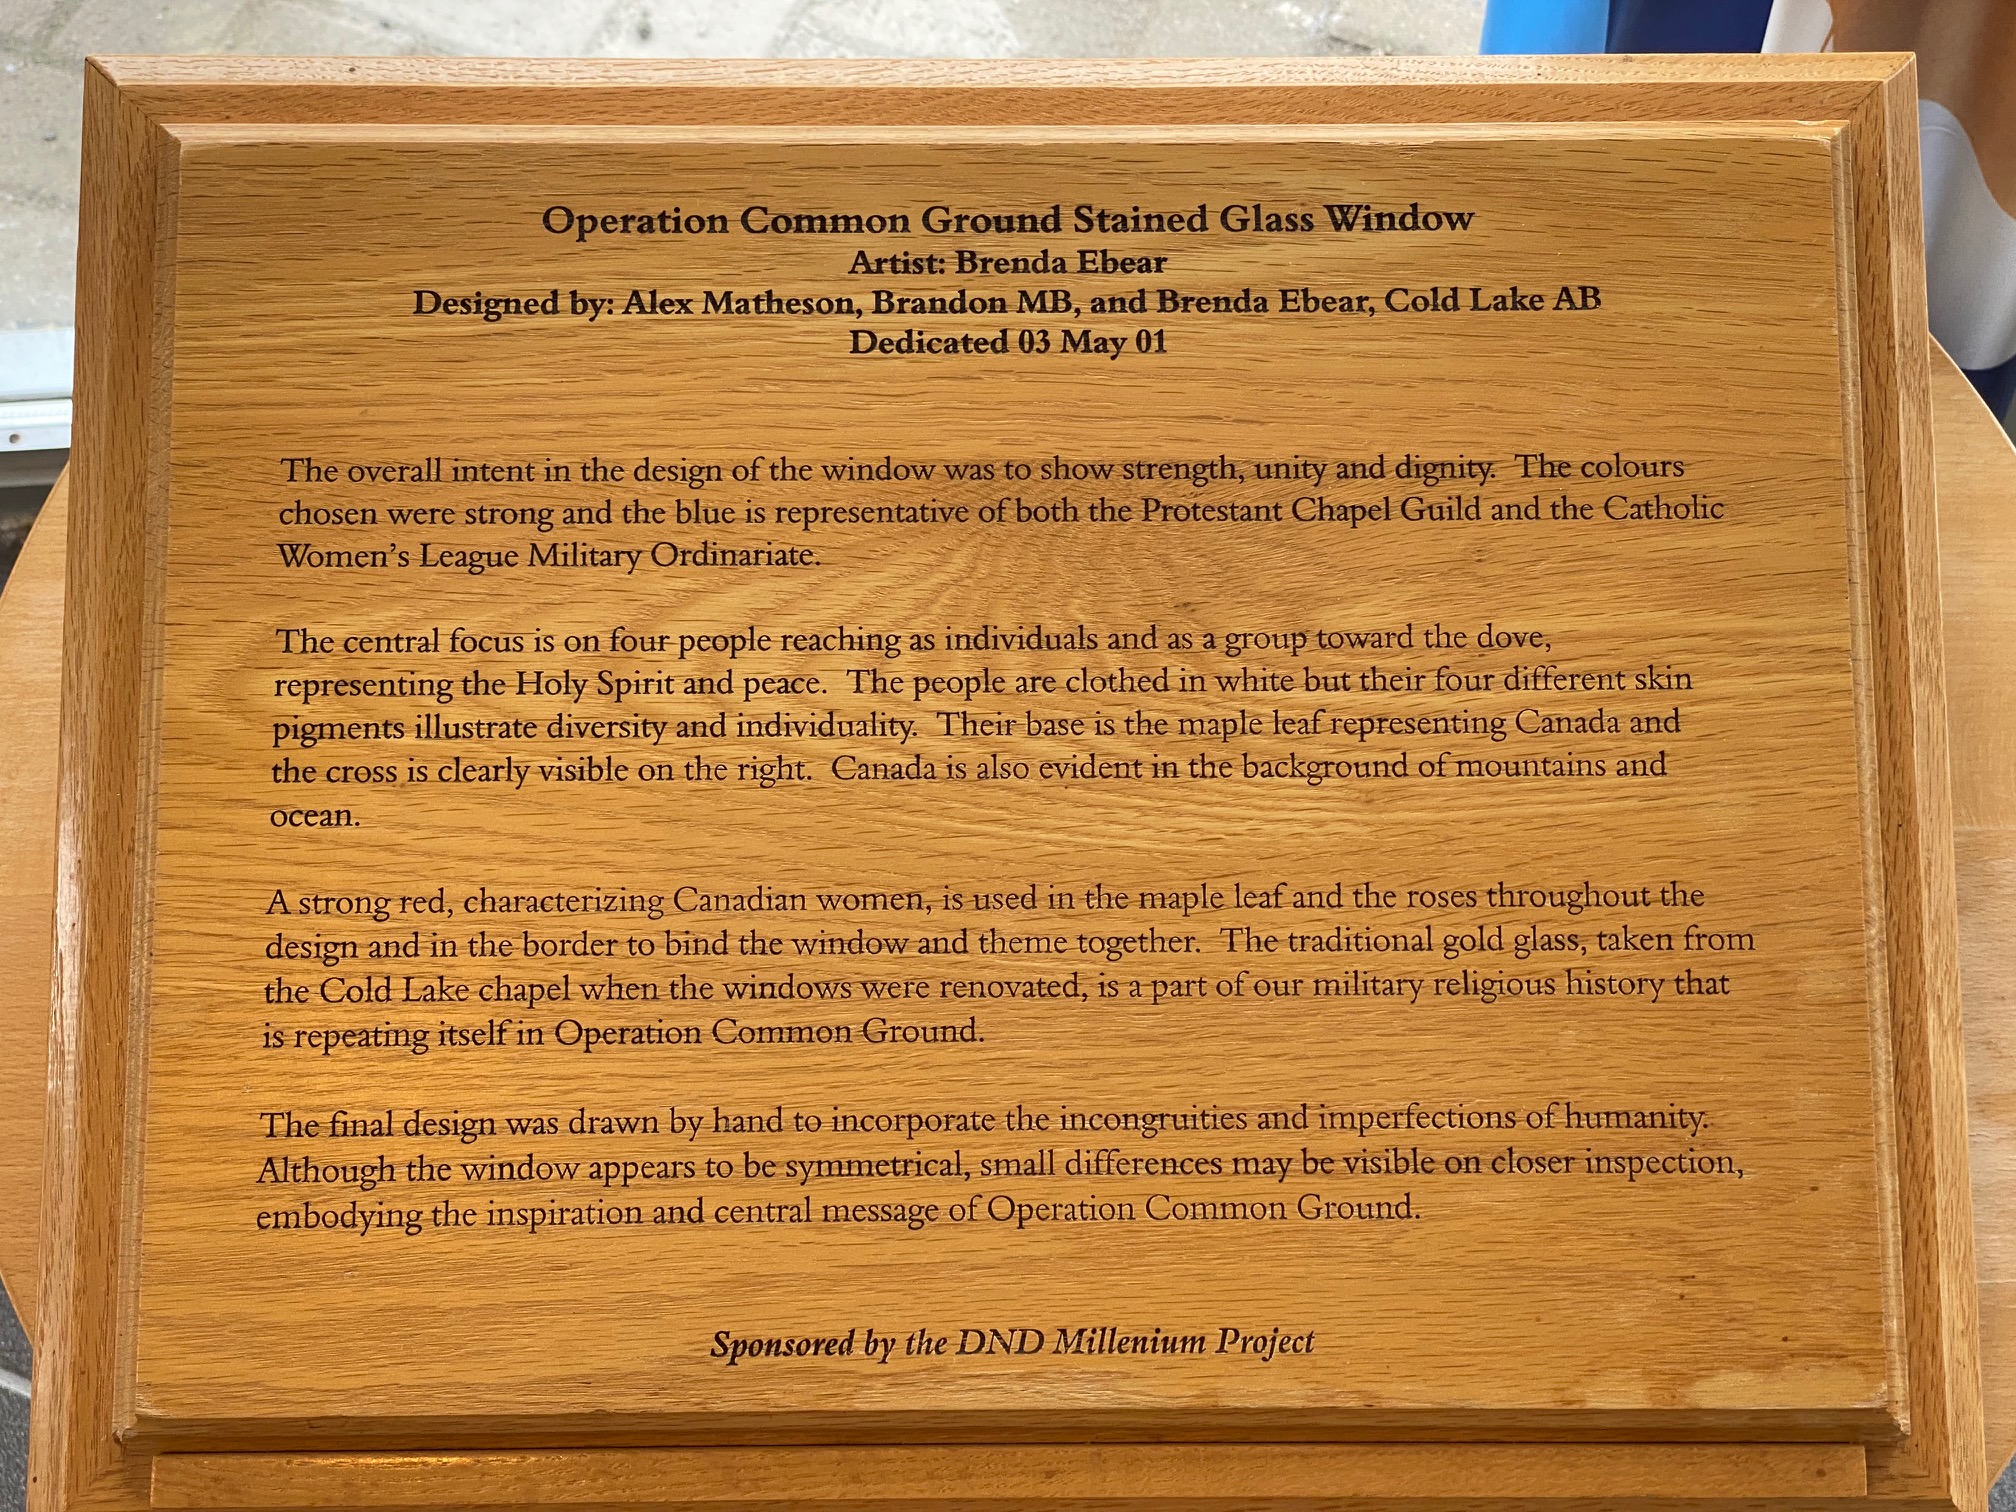 Operation Common Ground Stained Glass Window
Artist: Brenda Ebear
Designed by: Alex Matheson, Brandon MB, and Brenda Ebear, Cold Lake AB
Dedicated 03 May 01
The overall intent in the design of the window was to show strength, unity and dignity. The colours
chosen were strong and the blue is representative of both the Protestant Chapel Guild and the Catholic
Women's League Military Ordinariate.
The central focus is on four people reaching as individuals and as a group toward the dove,
representing the Holy Spirit and peace. The people are clothed in white but their four different skin
pigments illustrate diversity and individuality. Their base is the maple leaf representing Canada and
the cross is clearly visible on the right. Canada is also evident in the background of mountains and
ocean.
A strong red, characterizing Canadian women, is used in the maple leaf and the roses throughout the
design and in the border to bind the window and theme together. The traditional gold glass, taken from
the Cold Lake chapel when the windows were renovated, is a part of our military religious history that
is repeating itself in Operation Common Ground.
The final design was drawn by hand to incorporate the incongruities and imperfections of humanity.
Although the window appears to be symmetrical, small differences may be visible on closer inspection,
embodying the inspiration and central message of Operation Common Ground.
Sponsored by the DND Millenium Project